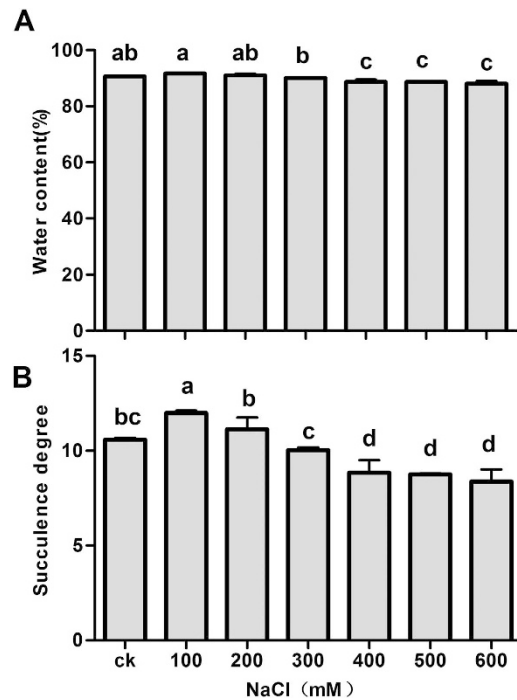 A
Water content(%)
100
80
60
40
20
0
ab a ab b c c c
B
Succulence degree
15
10
5
0
bc a b c d d d
ck 100 200 300 400 500 600
NaCl（mM）